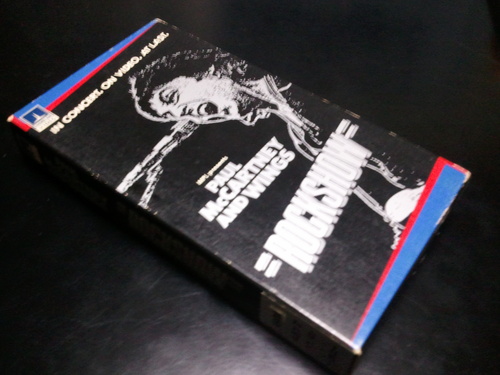 IN CONCERT. ON VIDEO. AT LAST.
PAUL
McCARTNEY
AND WINGS
ROCKSHOW